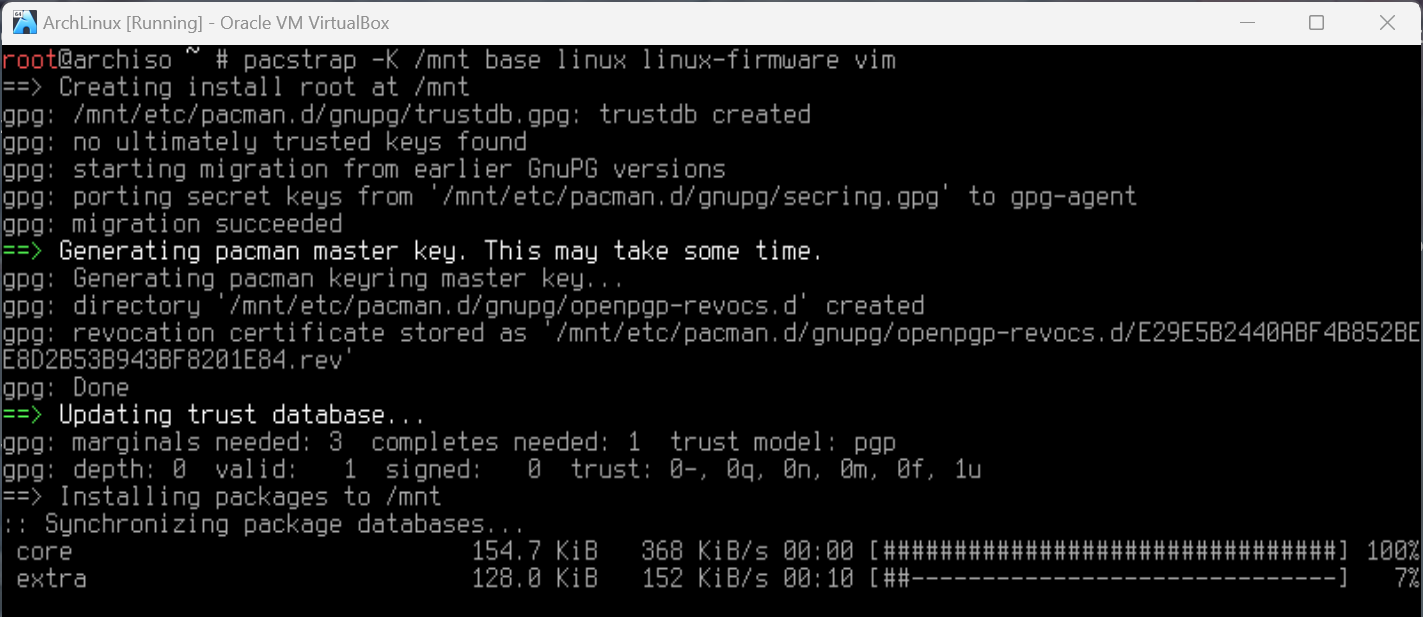 ArchLinux [Running] - Oracle VM VirtualBox
root@archiso ~ # pacstrap -K /mnt base linux linux-firmware vim
==> Creating install root at /mnt
gpg: /mnt/etc/pacman.d/gnupg/trustdb.gpg: trustdb created
gpg: no ultimately trusted keys found
gpg: starting migration from earlier GnuPG versions
gpg: porting secret keys from '/mnt/etc/pacman.d/gnupg/secring.gpg' to gpg-agent
gpg: migration succeeded
==> Generating pacman master key. This may take some time.
gpg: Generating pacman keyring master key...
gpg: directory '/mnt/etc/pacman.d/gnupg/openpgp-revocs.d' created
gpg: revocation certificate stored as '/mnt/etc/pacman.d/gnupg/openpgp-revocs.d/E29E5B2440ABF4B852BE
E8D2B53B943BF8201E84.rev'
gpg: Done
==> Updating trust database...
gpg: marginals needed: 3  completes needed: 1  trust model: pgp
gpg: depth: 0  valid:   1  signed:   0  trust: 0-, 0q, 0n, 0m, 0f, 1u
==> Installing packages to /mnt
:: Synchronizing package databases...
 core                            154.7 KiB   368 KiB/s 00:00 [################################] 100%
 extra                           128.0 KiB   152 KiB/s 00:10 [##------------------------------]   7%